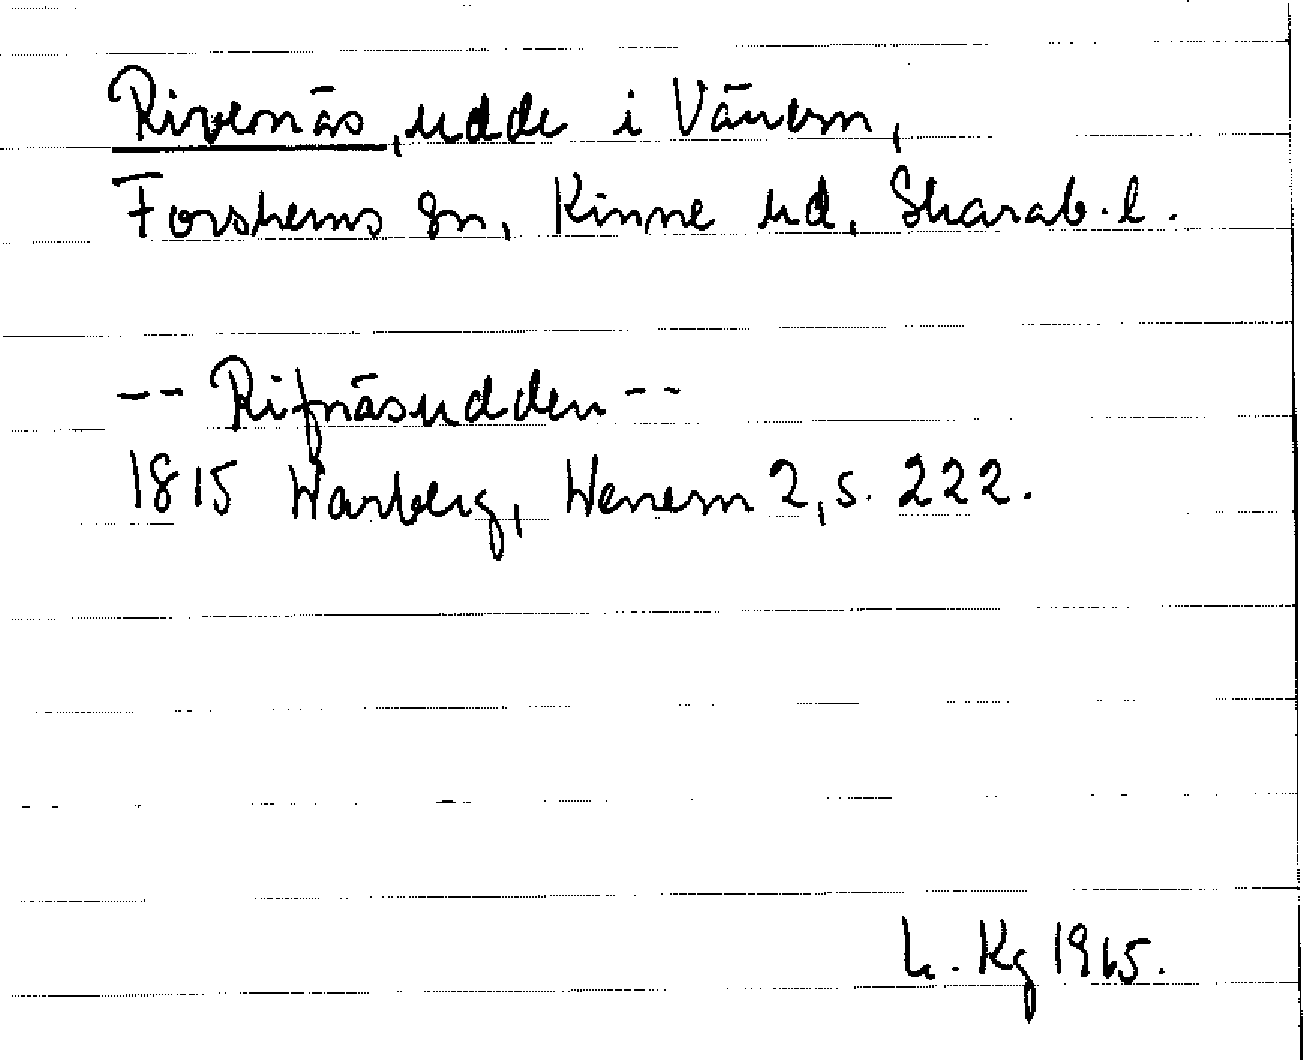 Rivenäs, udde i Vänern,
Forshems sn, Kinne hd, Skarab. l.
-- Rifnäsudden --
1815 Warberg, Wenern 2, s. 222.
L. Kg 1965.